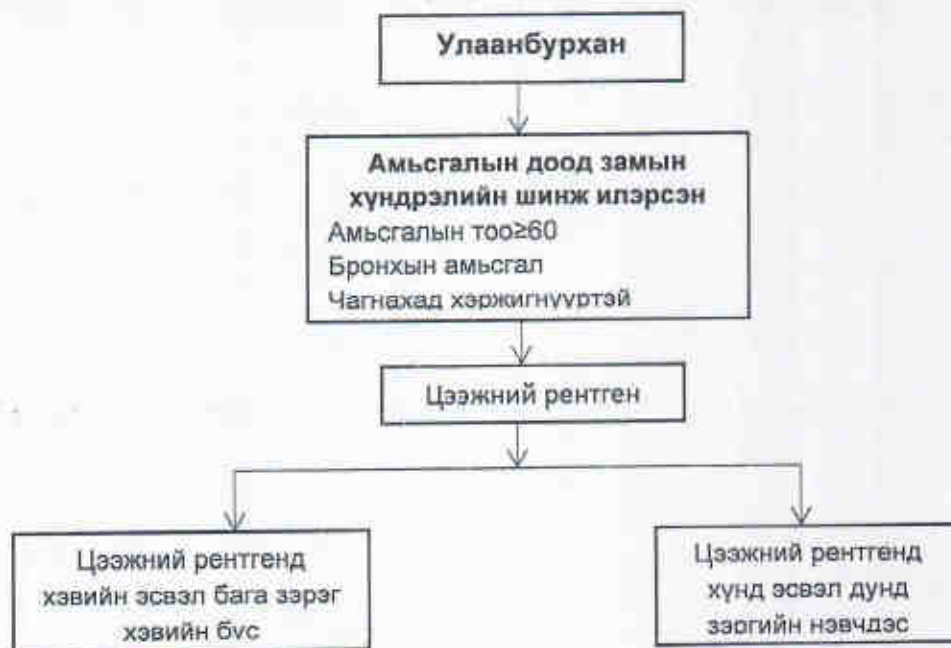 Улаанбурхан
Амьсгалын доод замын
хүндрэлийн шинж илэрсэн
Амьсгалын тоо≥60
Бронхын амьсгал
Чагнахад хэржигнүүртэй
Цээжний рентген
Цээжний рентгенд
хэвийн эсвэл бага зэрэг
хэвийн бус
Цээжний рентгенд
хүнд эсвэл дунд
зэргийн нэвчдэс